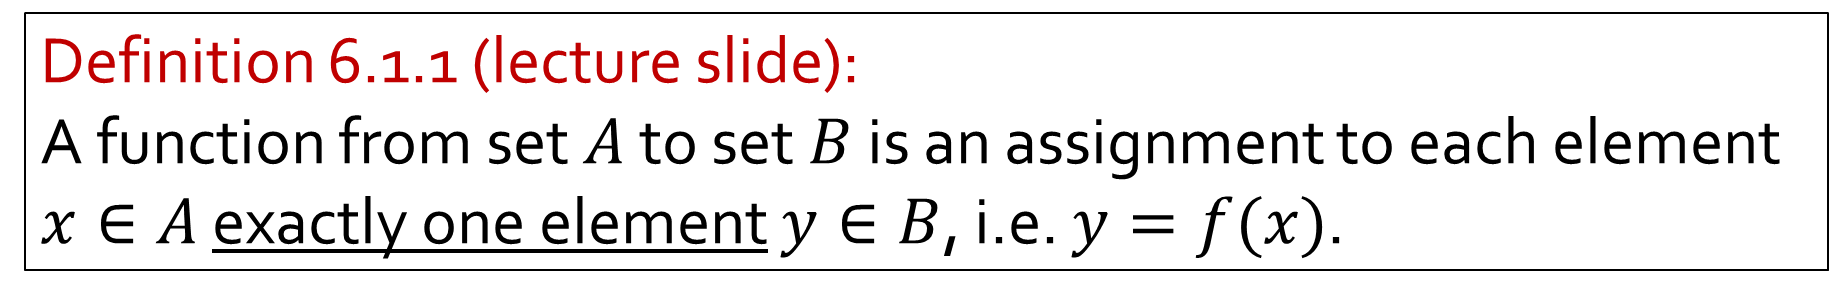 Definition 6.1.1 (lecture slide):
A function from set A to set B is an assignment to each element
x ∈ A exactly one element y ∈ B, i.e. y = f(x).